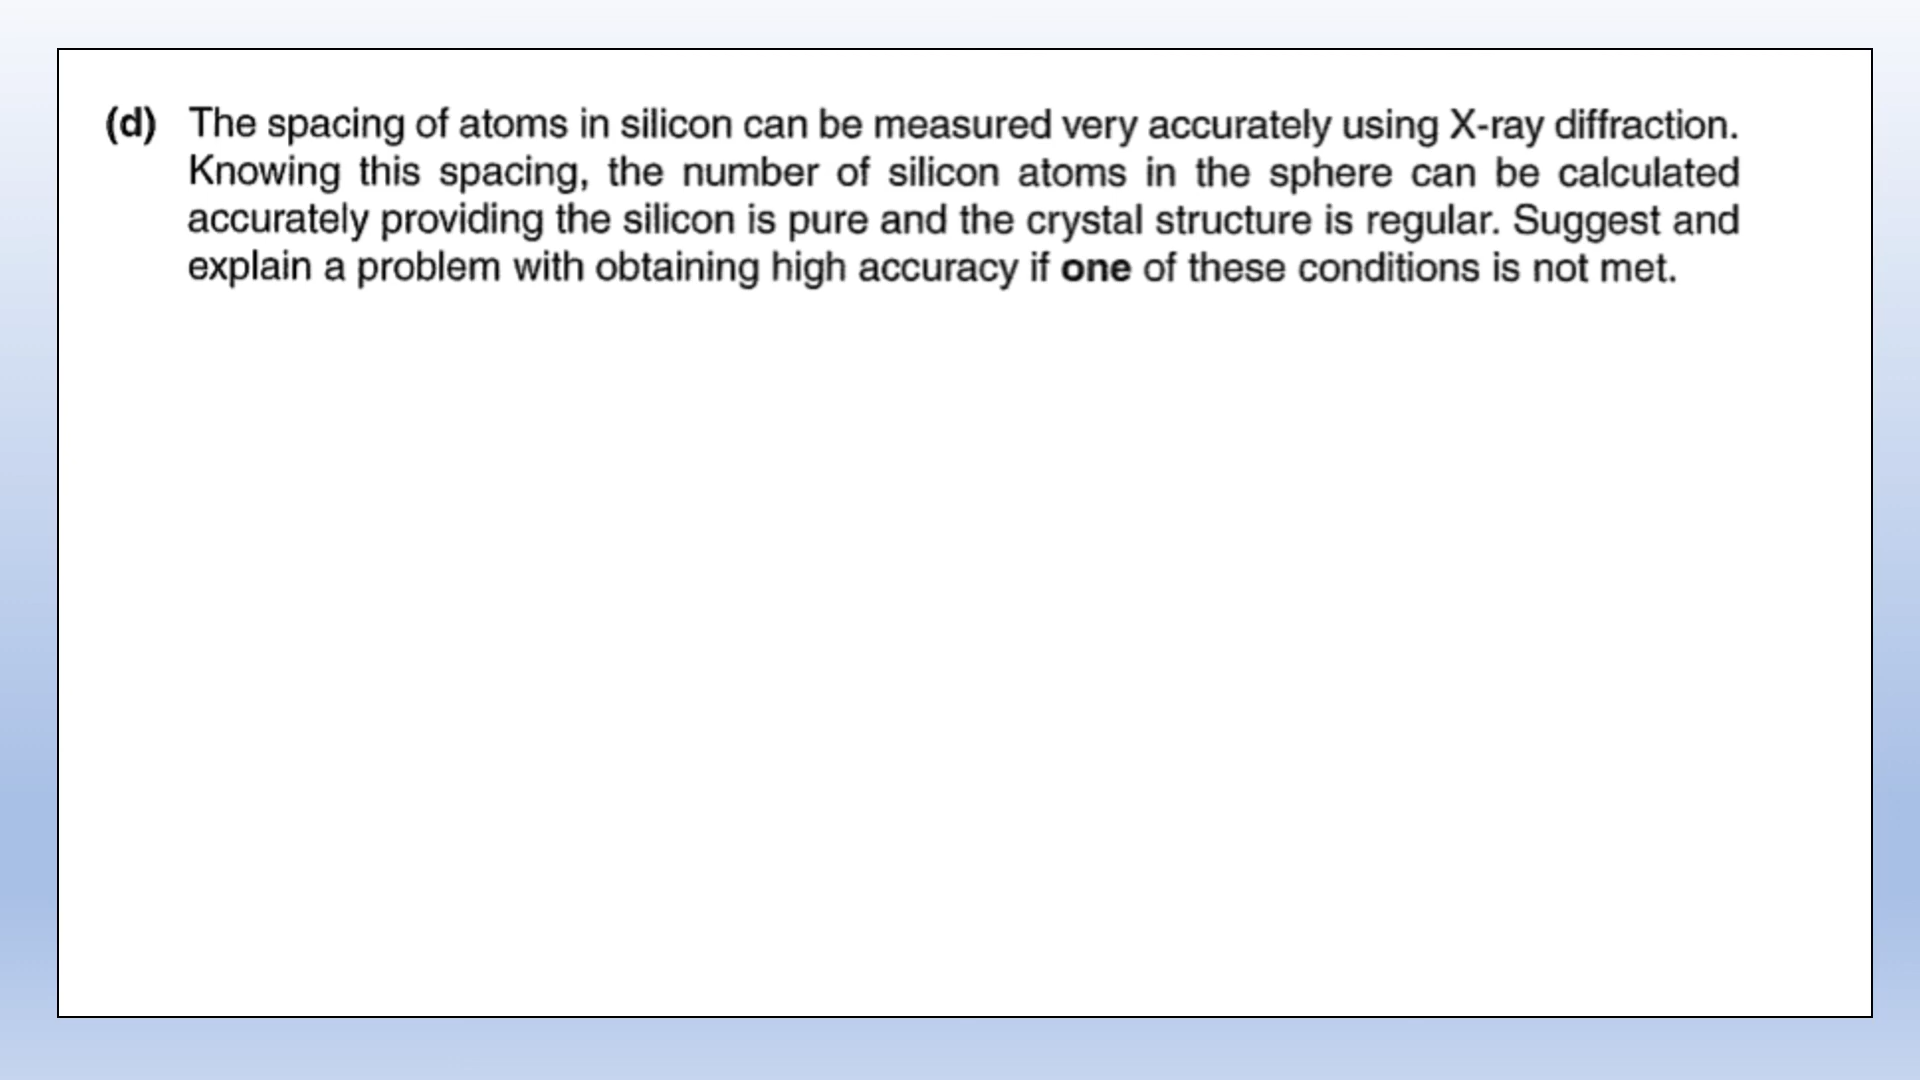 (d) The spacing of atoms in silicon can be measured very accurately using X-ray diffraction.
Knowing this spacing, the number of silicon atoms in the sphere can be calculated
accurately providing the silicon is pure and the crystal structure is regular. Suggest and
explain a problem with obtaining high accuracy if one of these conditions is not met.